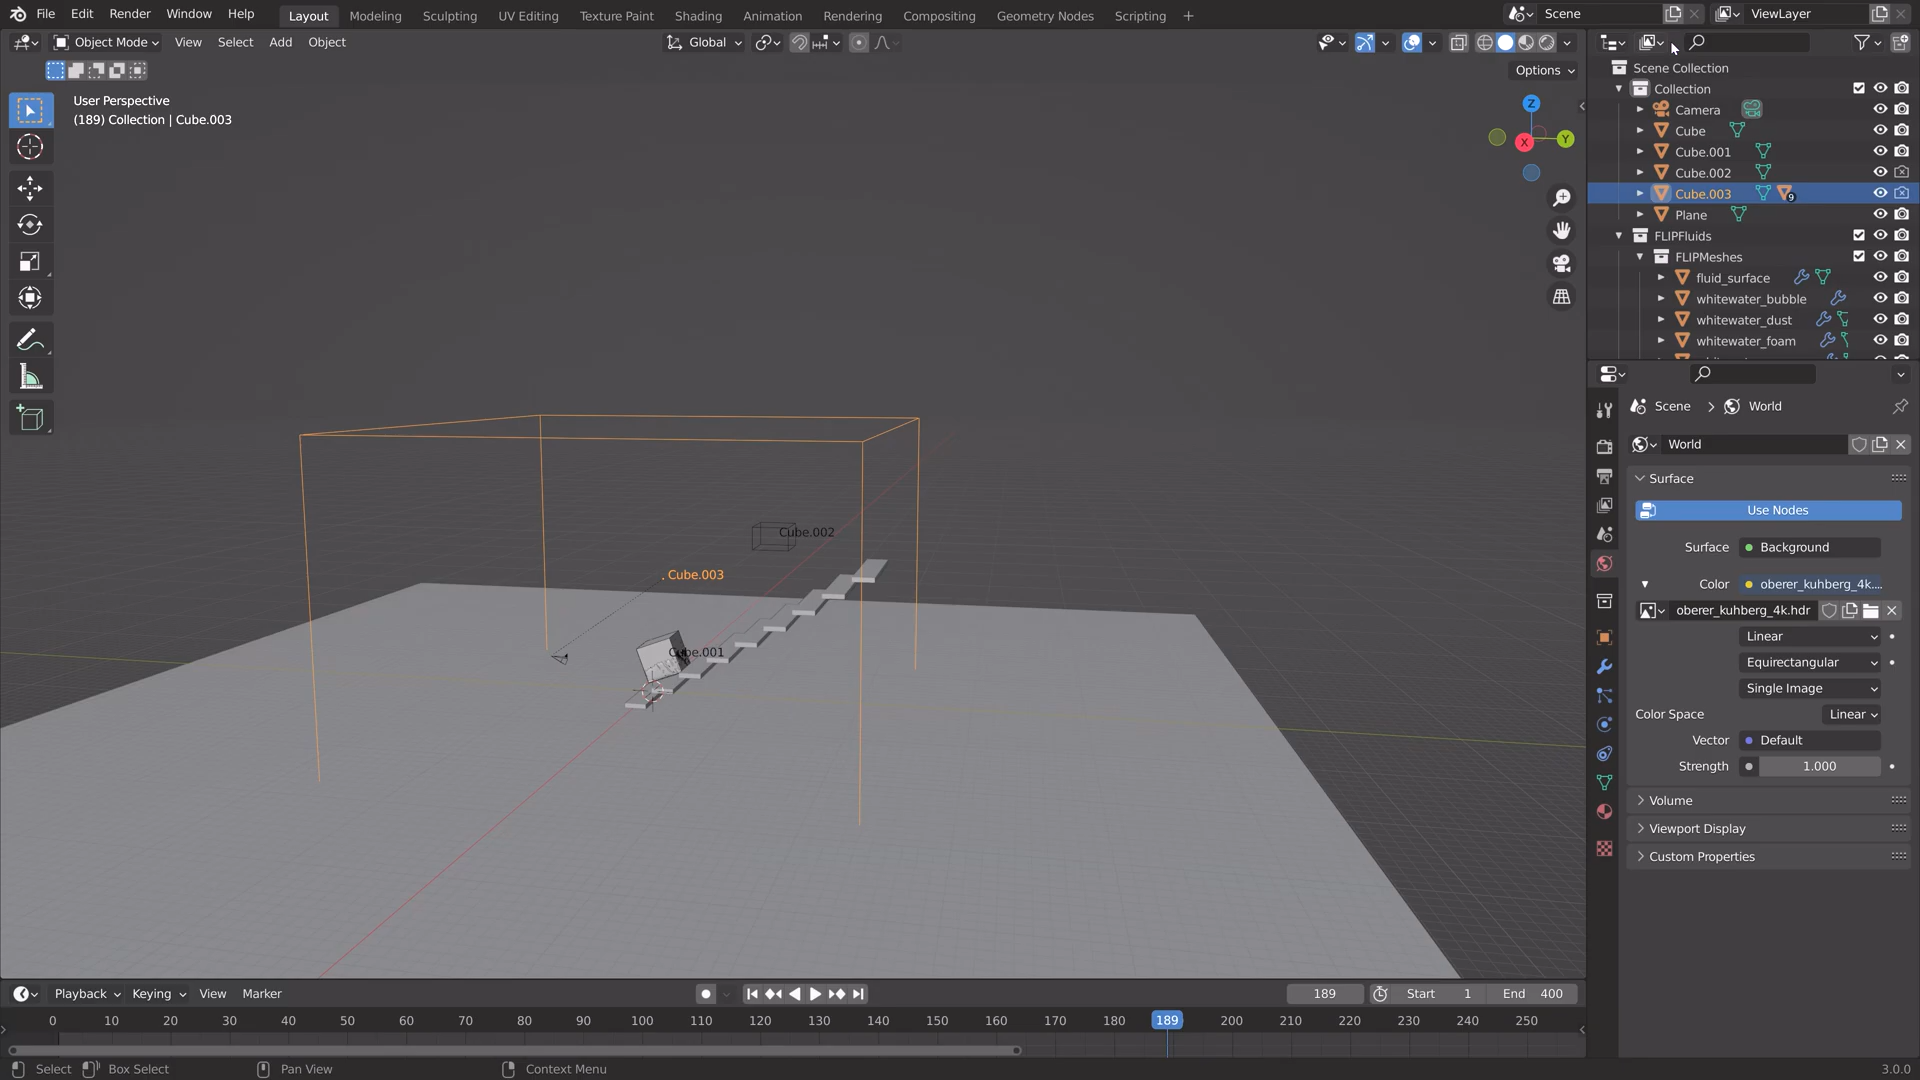 File Edit Render Window Help Layout Modeling Sculpting UV Editing Texture Paint Shading Animation Rendering Compositing Geometry Nodes Scripting + Scene ViewLayer
Object Mode View Select Add Object Global
Options
User Perspective
(189) Collection | Cube.003
Z
X
Y
Cube.002
Cube.003
Cube.001
Scene Collection
Collection
Camera
Cube
Cube.001
Cube.002
Cube.003 9
Plane
FLIPFluids
FLIPMeshes
fluid_surface
whitewater_bubble
whitewater_dust
whitewater_foam
Scene > World
World
Surface
Use Nodes
Surface Background
Color oberer_kuhberg_4k....
oberer_kuhberg_4k.hdr
Linear
Equirectangular
Single Image
Color Space Linear
Vector Default
Strength 1.000
Volume
Viewport Display
Custom Properties
Playback Keying View Marker 189 Start 1 End 400
0 10 20 30 40 50 60 70 80 90 100 110 120 130 140 150 160 170 180 189 200 210 220 230 240 250
Select Box Select Pan View Context Menu 3.0.0